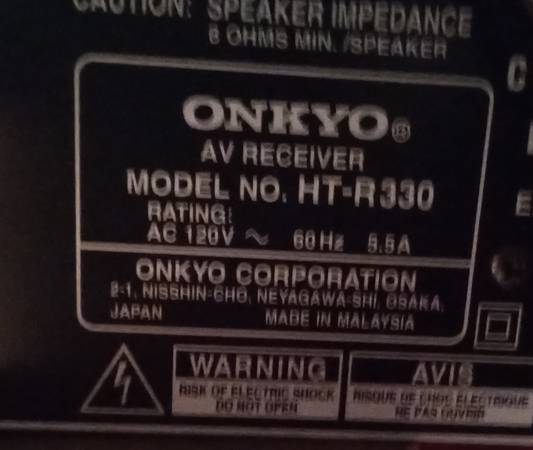 CAUTION: SPEAKER IMPEDANCE
6 OHMS MIN. /SPEAKER
ONKYO®
AV RECEIVER
MODEL NO. HT-R330
RATING:
AC 120V ~ 60Hz 5.5A
ONKYO CORPORATION
2-1, NISSHIN-CHO, NEYAGAWA-SHI, OSAKA,
JAPAN MADE IN MALAYSIA
WARNING
RISK OF ELECTRIC SHOCK
DO NOT OPEN
AVIS
RISQUE DE CHOC ELECTRIQUE
NE PAS OUVRIR
C
E